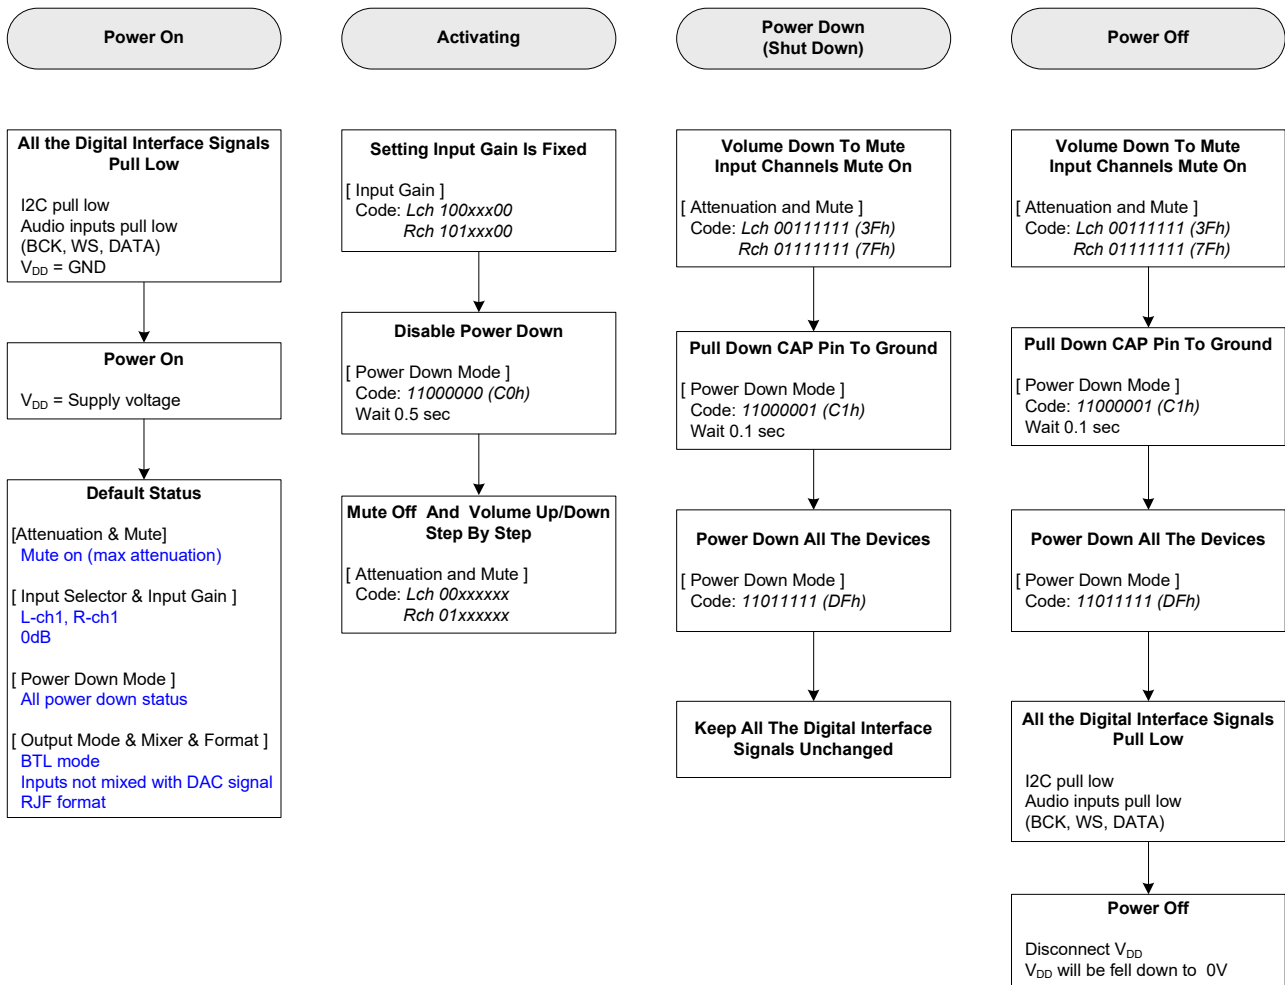 Power On
All the Digital Interface Signals
Pull Low
I2C pull low
Audio inputs pull low
(BCK, WS, DATA)
VDD = GND
Power On
VDD = Supply voltage
Default Status
[Attenuation & Mute]
Mute on (max attenuation)
[ Input Selector & Input Gain ]
L-ch1, R-ch1
0dB
[ Power Down Mode ]
All power down status
[ Output Mode & Mixer & Format ]
BTL mode
Inputs not mixed with DAC signal
RJF format
Activating
Setting Input Gain Is Fixed
[ Input Gain ]
Code: Lch 100xxx00
Rch 101xxx00
Disable Power Down
[ Power Down Mode ]
Code: 11000000 (C0h)
Wait 0.5 sec
Mute Off And Volume Up/Down
Step By Step
[ Attenuation and Mute ]
Code: Lch 00xxxxxx
Rch 01xxxxxx
Power Down
(Shut Down)
Volume Down To Mute
Input Channels Mute On
[ Attenuation and Mute ]
Code: Lch 00111111 (3Fh)
Rch 01111111 (7Fh)
Pull Down CAP Pin To Ground
[ Power Down Mode ]
Code: 11000001 (C1h)
Wait 0.1 sec
Power Down All The Devices
[ Power Down Mode ]
Code: 11011111 (DFh)
Keep All The Digital Interface
Signals Unchanged
Power Off
Volume Down To Mute
Input Channels Mute On
[ Attenuation and Mute ]
Code: Lch 00111111 (3Fh)
Rch 01111111 (7Fh)
Pull Down CAP Pin To Ground
[ Power Down Mode ]
Code: 11000001 (C1h)
Wait 0.1 sec
Power Down All The Devices
[ Power Down Mode ]
Code: 11011111 (DFh)
All the Digital Interface Signals
Pull Low
I2C pull low
Audio inputs pull low
(BCK, WS, DATA)
Power Off
Disconnect VDD
VDD will be fell down to 0V